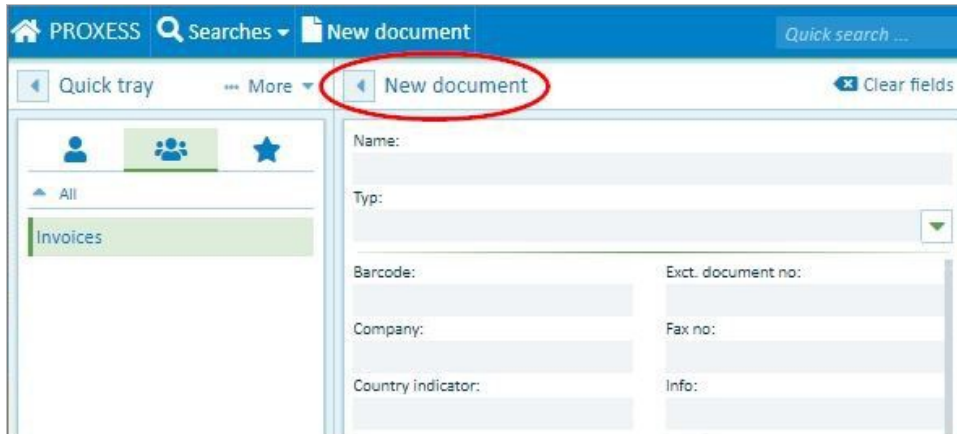 PROXESS Searches New document Quick search ...
Quick tray ... More New document Clear fields
All
Invoices
Name:
Typ:
Barcode: Exct. document no:
Company: Fax no:
Country indicator: Info: